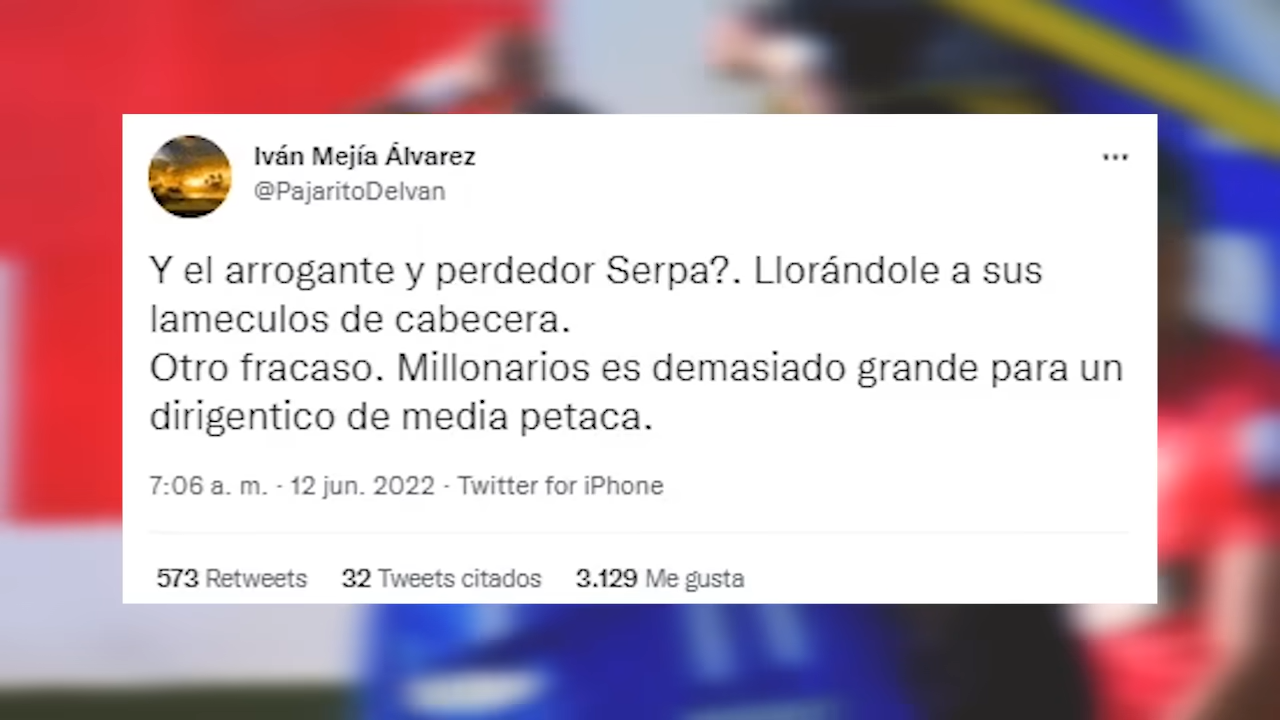 Iván Mejía Álvarez
@PajaritoDeIvan
Y el arrogante y perdedor Serpa?. Llorándole a sus
lameculos de cabecera.
Otro fracaso. Millonarios es demasiado grande para un
dirigentico de media petaca.
7:06 a. m. · 12 jun. 2022 · Twitter for iPhone
573 Retweets 32 Tweets citados 3.129 Me gusta